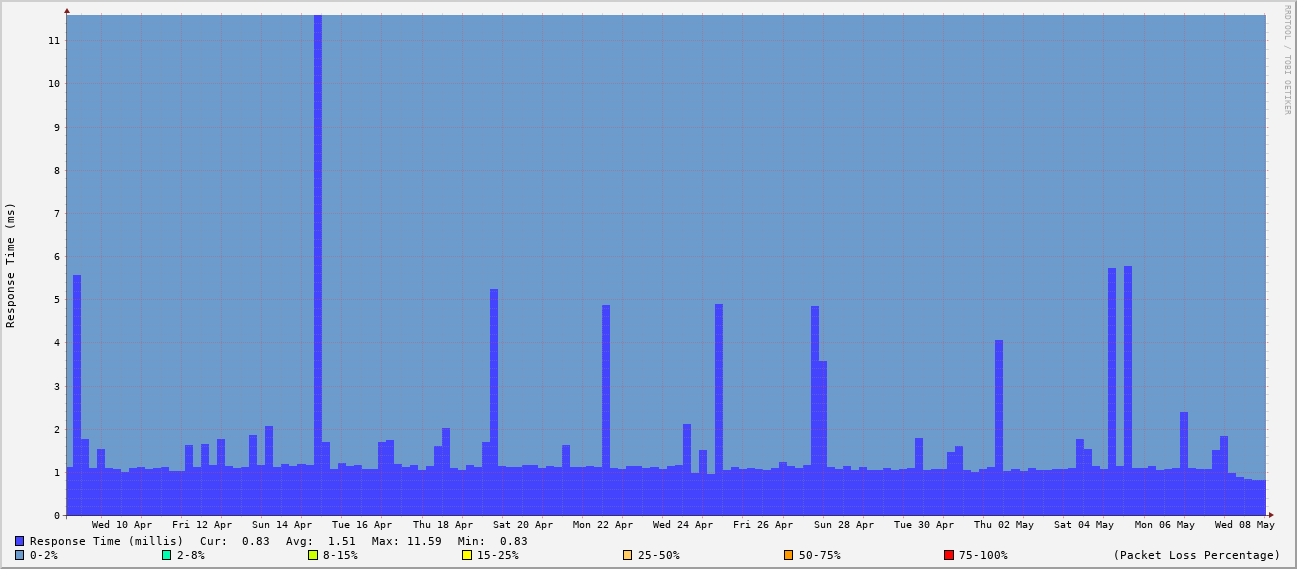 RRDTOOL / TOBI OETIKER
Response Time (ms)
11
10
9
8
7
6
5
4
3
2
1
0
Wed 10 Apr Fri 12 Apr Sun 14 Apr Tue 16 Apr Thu 18 Apr Sat 20 Apr Mon 22 Apr Wed 24 Apr Fri 26 Apr Sun 28 Apr Tue 30 Apr Thu 02 May Sat 04 May Mon 06 May Wed 08 May
Response Time (millis) Cur: 0.83 Avg: 1.51 Max: 11.59 Min: 0.83
0-2% 2-8% 8-15% 15-25% 25-50% 50-75% 75-100% (Packet Loss Percentage)